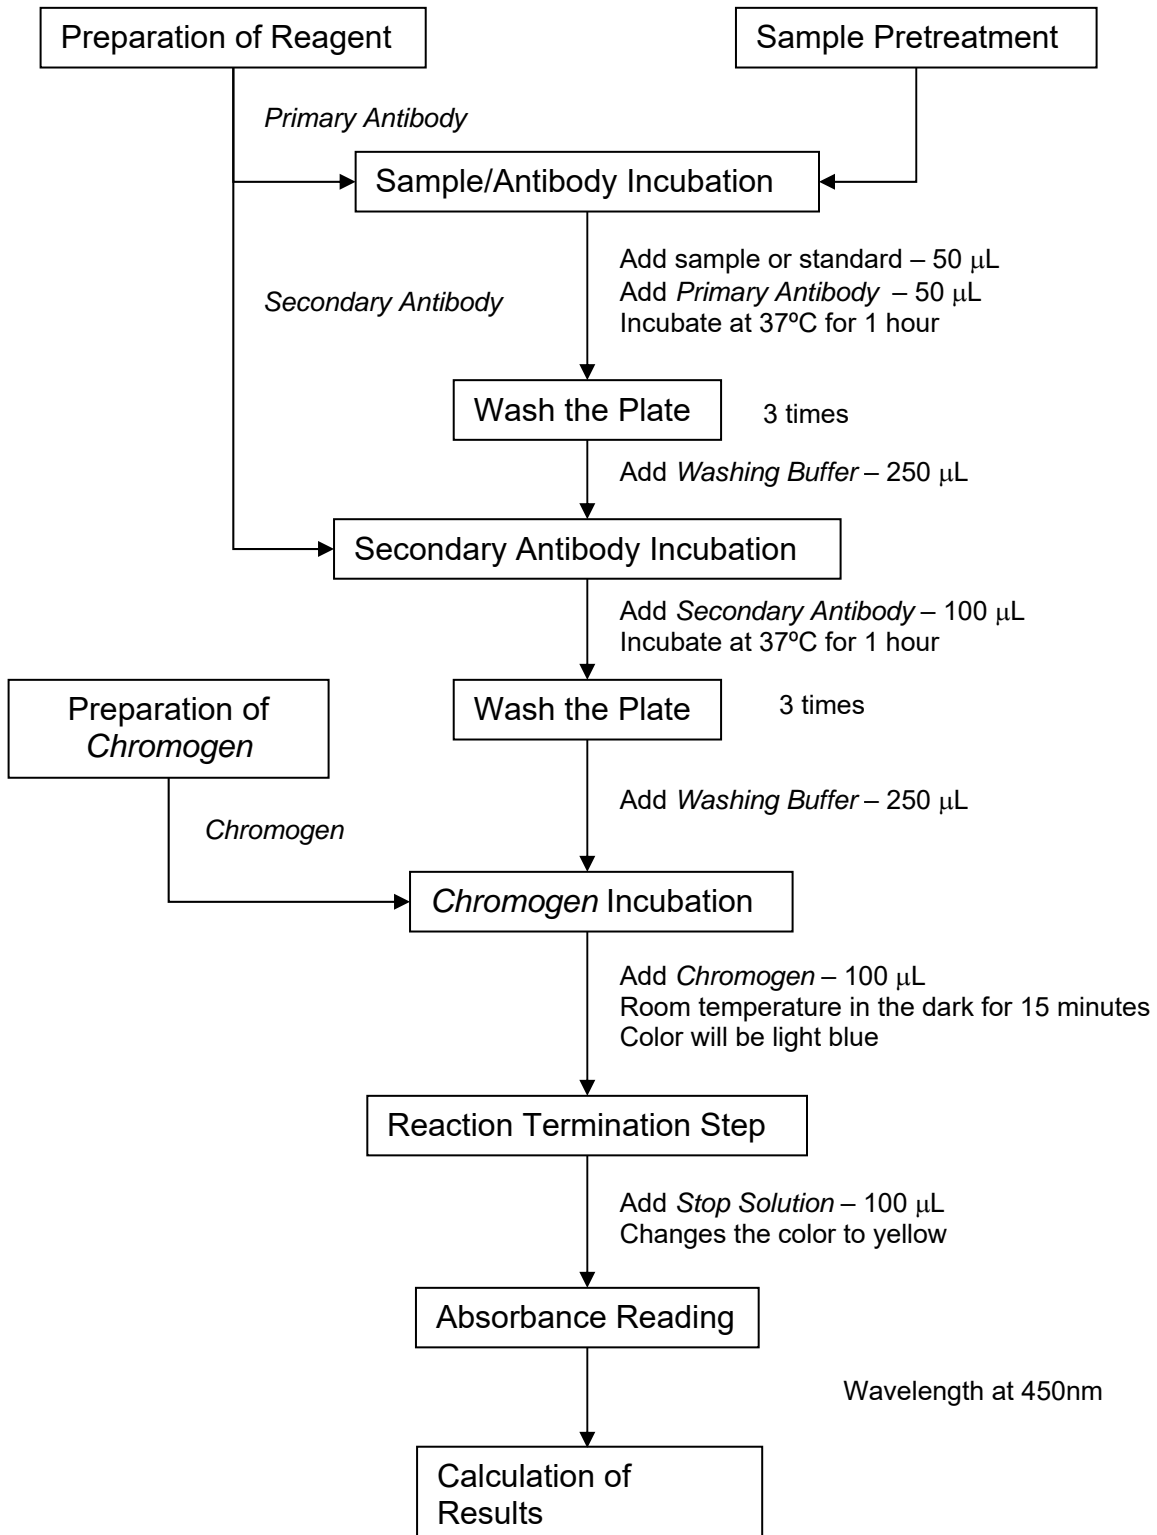 Preparation of Reagent
Sample Pretreatment
Primary Antibody
Sample/Antibody Incubation
Add sample or standard – 50 μL
Add Primary Antibody – 50 μL
Incubate at 37ºC for 1 hour
Secondary Antibody
Wash the Plate
3 times
Add Washing Buffer – 250 μL
Secondary Antibody Incubation
Add Secondary Antibody – 100 μL
Incubate at 37ºC for 1 hour
Wash the Plate
3 times
Preparation of
Chromogen
Add Washing Buffer – 250 μL
Chromogen
Chromogen Incubation
Add Chromogen – 100 μL
Room temperature in the dark for 15 minutes
Color will be light blue
Reaction Termination Step
Add Stop Solution – 100 μL
Changes the color to yellow
Absorbance Reading
Wavelength at 450nm
Calculation of
Results